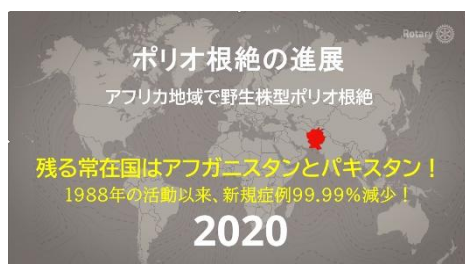 Rotary
ポリオ根絶の進展
アフリカ地域で野生株型ポリオ根絶
残る常在国はアフガニスタンとパキスタン！
1988年の活動以来、新規症例99.99%減少！
2020